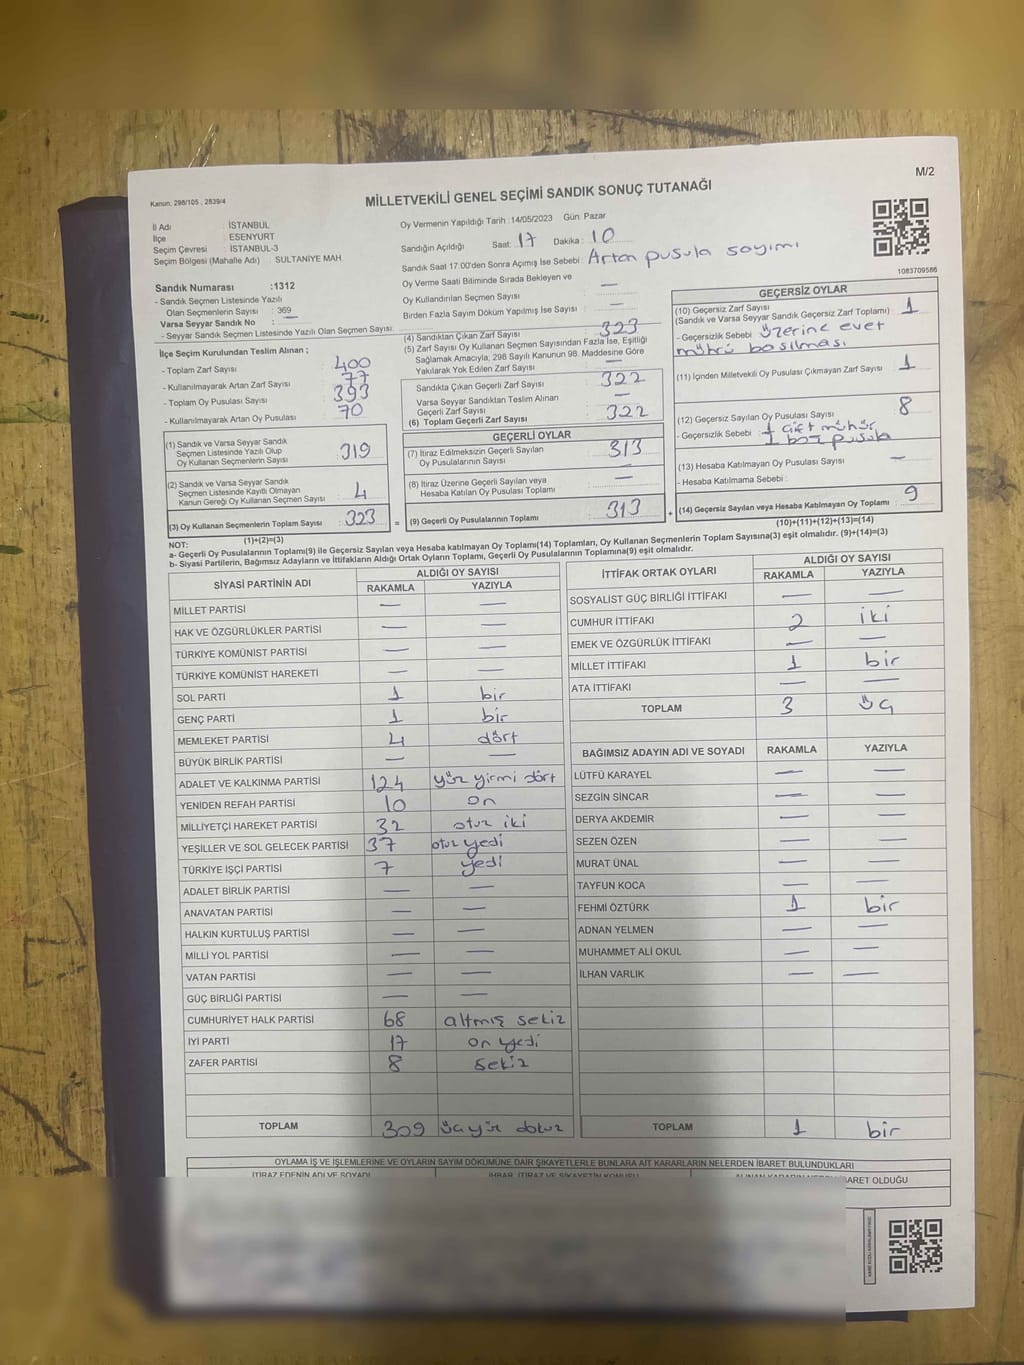 M/2
Kanun: 298/105 , 2839/4
MİLLETVEKİLİ GENEL SEÇİMİ SANDIK SONUÇ TUTANAĞI
İl Adı : İSTANBUL
İlçe : ESENYURT
Seçim Çevresi : İSTANBUL-3
Seçim Bölgesi (Mahalle Adı) : SULTANİYE MAH.
Oy Vermenin Yapıldığı Tarih :14/05/2023 Gün: Pazar
Sandığın Açıldığı Saat: 17 Dakika: 10
Sandık Saat 17:00'den Sonra Açımış İse Sebebi: Artan pusula sayımı
Oy Verme Saati Bitiminde Sırada Bekleyen ve
Oy Kullandırılan Seçmen Sayısı —
Birden Fazla Sayım Döküm Yapılmış İse Sayısı : —
1083709566
Sandık Numarası :1312
- Sandık Seçmen Listesinde Yazılı
Olan Seçmenlerin Sayısı : 369
Varsa Seyyar Sandık No : —
- Seyyar Sandık Seçmen Listesinde Yazılı Olan Seçmen Sayısı:
İlçe Seçim Kurulundan Teslim Alınan ;
- Toplam Zarf Sayısı : 400
- Kullanılmayarak Artan Zarf Sayısı : 77
- Toplam Oy Pusulası Sayısı : 393
- Kullanılmayarak Artan Oy Pusulası : 70
(1) Sandık ve Varsa Seyyar Sandık
Seçmen Listesinde Yazılı Olup
Oy Kullanan Seçmenlerin Sayısı : 319
(2) Sandık ve Varsa Seyyar Sandık
Seçmen Listesinde Kayıtlı Olmayan
Kanun Gereği Oy Kullanan Seçmen Sayısı : 4
(3) Oy Kullanan Seçmenlerin Toplam Sayısı : 323
(1)+(2)=(3)
(4) Sandıktan Çıkan Zarf Sayısı : 323
(5) Zarf Sayısı Oy Kullanan Seçmen Sayısından Fazla İse, Eşitliği
Sağlamak Amacıyla, 298 Sayılı Kanunun 98. Maddesine Göre
Yakılarak Yok Edilen Zarf Sayısı : —
Sandıkta Çıkan Geçerli Zarf Sayısı : 322
Varsa Seyyar Sandıktan Teslim Alınan
Geçerli Zarf Sayısı : —
(6) Toplam Geçerli Zarf Sayısı : 322
GEÇERLİ OYLAR
(7) İtiraz Edilmeksizin Geçerli Sayılan
Oy Pusulalarının Sayısı : 313
(8) İtiraz Üzerine Geçerli Sayılan veya
Hesaba Katılan Oy Pusulası Toplamı : —
= (9) Geçerli Oy Pusulalarının Toplamı : 313 +
GEÇERSİZ OYLAR
(10) Geçersiz Zarf Sayısı
(Sandık ve Varsa Seyyar Sandık Geçersiz Zarf Toplamı) : 1
- Geçersizlik Sebebi : üzerine evet
mührü basılması
(11) İçinden Milletvekili Oy Pusulası Çıkmayan Zarf Sayısı : 1
(12) Geçersiz Sayılan Oy Pusulası Sayısı : 8
- Geçersizlik Sebebi : çift mühür
boş pusula
(13) Hesaba Katılmayan Oy Pusulası Sayısı : —
- Hesaba Katılmama Sebebi :
(14) Geçersiz Sayılan veya Hesaba Katılmayan Oy Toplamı : 9
(10)+(11)+(12)+(13)=(14)
NOT:
a- Geçerli Oy Pusulalarının Toplamı(9) ile Geçersiz Sayılan veya Hesaba katılmayan Oy Toplamı(14) Toplamları, Oy Kullanan Seçmenlerin Toplam Sayısına(3) eşit olmalıdır. (9)+(14)=(3)
b- Siyasi Partilerin, Bağımsız Adayların ve İttifakların Aldığı Ortak Oyların Toplamı, Geçerli Oy Pusulalarının Toplamına(9) eşit olmalıdır.
SİYASİ PARTİNİN ADI ALDIĞI OY SAYISI
RAKAMLA YAZIYLA
MİLLET PARTİSİ — —
HAK VE ÖZGÜRLÜKLER PARTİSİ — —
TÜRKİYE KOMÜNİST PARTİSİ — —
TÜRKİYE KOMÜNİST HAREKETİ — —
SOL PARTİ 1 bir
GENÇ PARTİ 1 bir
MEMLEKET PARTİSİ 4 dört
BÜYÜK BİRLİK PARTİSİ — —
ADALET VE KALKINMA PARTİSİ 124 yüz yirmi dört
YENİDEN REFAH PARTİSİ 10 on
MİLLİYETÇİ HAREKET PARTİSİ 32 otuz iki
YEŞİLLER VE SOL GELECEK PARTİSİ 37 otuz yedi
TÜRKİYE İŞÇİ PARTİSİ 7 yedi
ADALET BİRLİK PARTİSİ — —
ANAVATAN PARTİSİ — —
HALKIN KURTULUŞ PARTİSİ — —
MİLLİ YOL PARTİSİ — —
VATAN PARTİSİ — —
GÜÇ BİRLİĞİ PARTİSİ — —
CUMHURİYET HALK PARTİSİ 68 altmış sekiz
İYİ PARTİ 17 on yedi
ZAFER PARTİSİ 8 sekiz
TOPLAM 309 üçyüz dokuz
İTTİFAK ORTAK OYLARI ALDIĞI OY SAYISI
RAKAMLA YAZIYLA
SOSYALİST GÜÇ BİRLİĞİ İTTİFAKI — —
CUMHUR İTTİFAKI 2 iki
EMEK VE ÖZGÜRLÜK İTTİFAKI — —
MİLLET İTTİFAKI 1 bir
ATA İTTİFAKI — —
TOPLAM 3 üç
BAĞIMSIZ ADAYIN ADI VE SOYADI RAKAMLA YAZIYLA
LÜTFÜ KARAYEL — —
SEZGİN SİNCAR — —
DERYA AKDEMİR — —
SEZEN ÖZEN — —
MURAT ÜNAL — —
TAYFUN KOCA — —
FEHMİ ÖZTÜRK 1 bir
ADNAN YELMEN — —
MUHAMMET ALİ OKUL — —
İLHAN VARLIK — —
TOPLAM 1 bir
OYLAMA İŞ VE İŞLEMLERİNE VE OYLARIN SAYIM DÖKÜMÜNE DAİR ŞİKAYETLERLE BUNLARA AİT KARARLARIN NELERDEN İBARET BULUNDUKLARI
İTİRAZ EDENİN ADI VE SOYADI İHBAR, İTİRAZ VE ŞİKAYETİN KONUSU